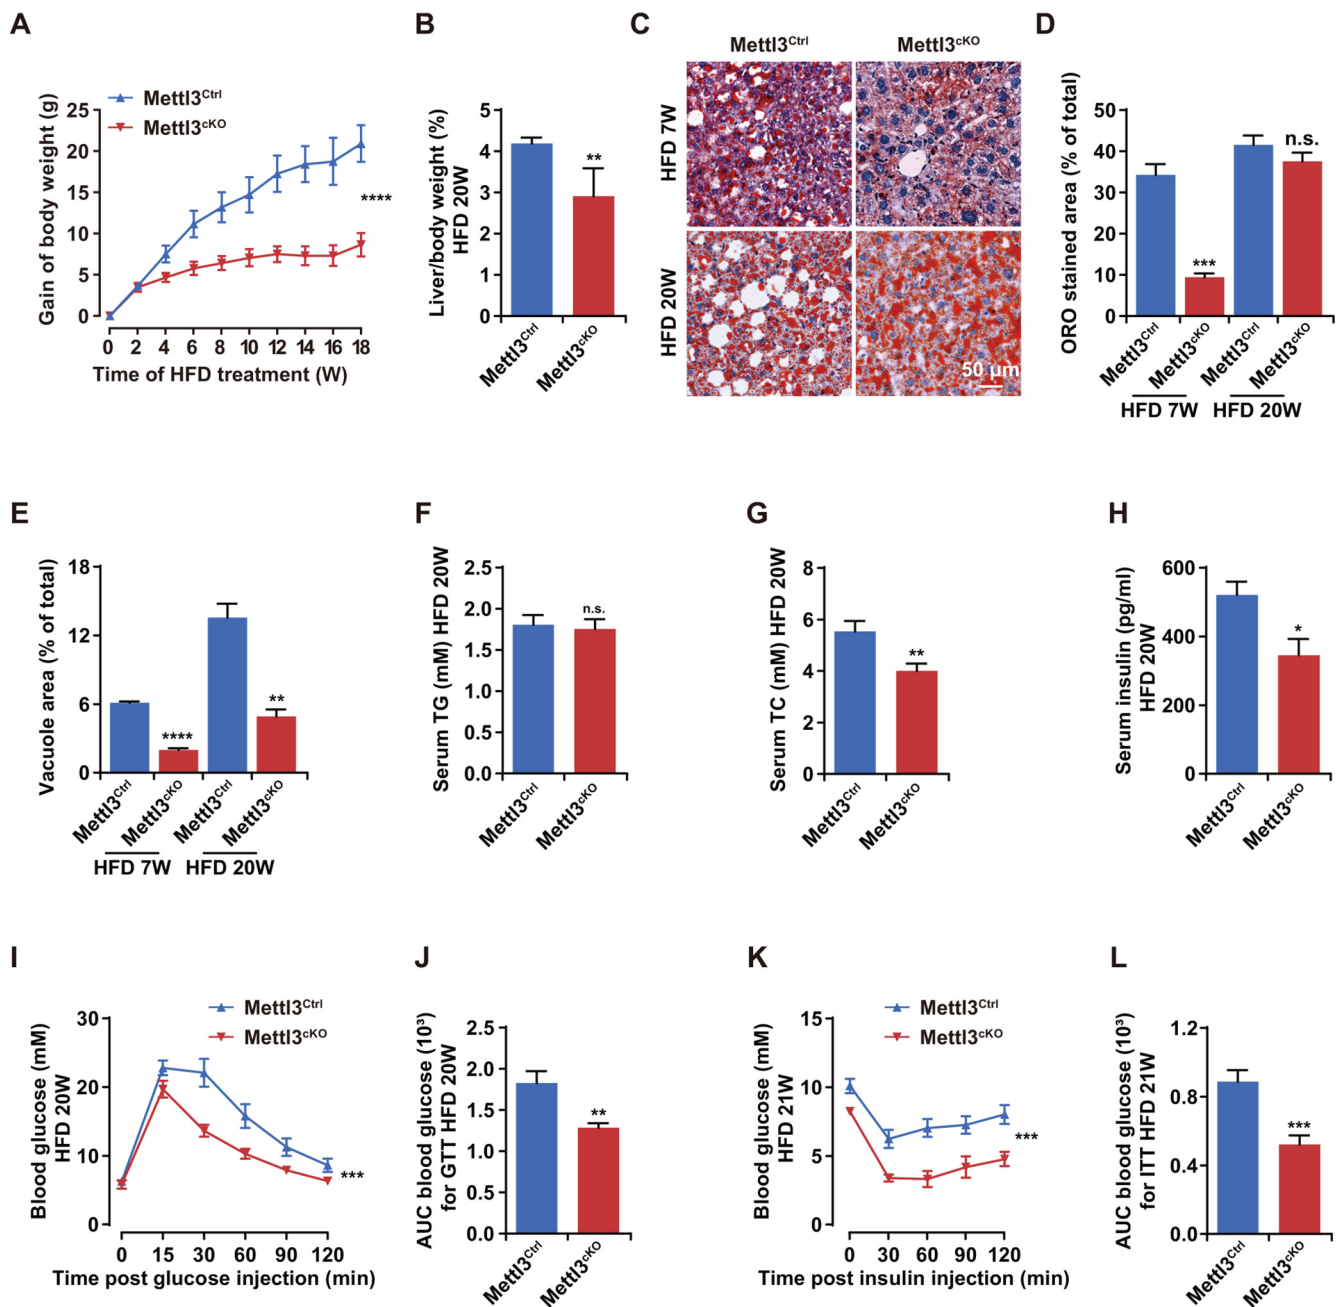 A
Mettl3Ctrl
Mettl3cKO
Gain of body weight (g)
25
20
15
10
5
0
****
0 2 4 6 8 10 12 14 16 18
Time of HFD treatment (W)
B
Liver/body weight (%)
HFD 20W
5
4
3
2
1
0
**
Mettl3Ctrl
Mettl3cKO
C
Mettl3Ctrl
Mettl3cKO
HFD 7W
HFD 20W
50 μm
D
ORO stained area (% of total)
50
40
30
20
10
0
***
n.s.
Mettl3Ctrl
Mettl3cKO
Mettl3Ctrl
Mettl3cKO
HFD 7W
HFD 20W
E
Vacuole area (% of total)
18
12
6
0
****
**
Mettl3Ctrl
Mettl3cKO
Mettl3Ctrl
Mettl3cKO
HFD 7W
HFD 20W
F
Serum TG (mM) HFD 20W
2.5
2.0
1.5
1.0
0.5
0.0
n.s.
Mettl3Ctrl
Mettl3cKO
G
Serum TC (mM) HFD 20W
8
6
4
2
0
**
Mettl3Ctrl
Mettl3cKO
H
Serum insulin (pg/ml)
HFD 20W
600
400
200
0
*
Mettl3Ctrl
Mettl3cKO
I
Mettl3Ctrl
Mettl3cKO
Blood glucose (mM)
HFD 20W
30
20
10
0
***
0 15 30 60 90 120
Time post glucose injection (min)
J
AUC blood glucose (10³)
for GTT HFD 20W
2.5
2.0
1.5
1.0
0.5
0.0
**
Mettl3Ctrl
Mettl3cKO
K
Mettl3Ctrl
Mettl3cKO
Blood glucose (mM)
HFD 21W
15
10
5
0
***
0 30 60 90 120
Time post insulin injection (min)
L
AUC blood glucose (10³)
for ITT HFD 21W
1.2
0.8
0.4
0.0
***
Mettl3Ctrl
Mettl3cKO